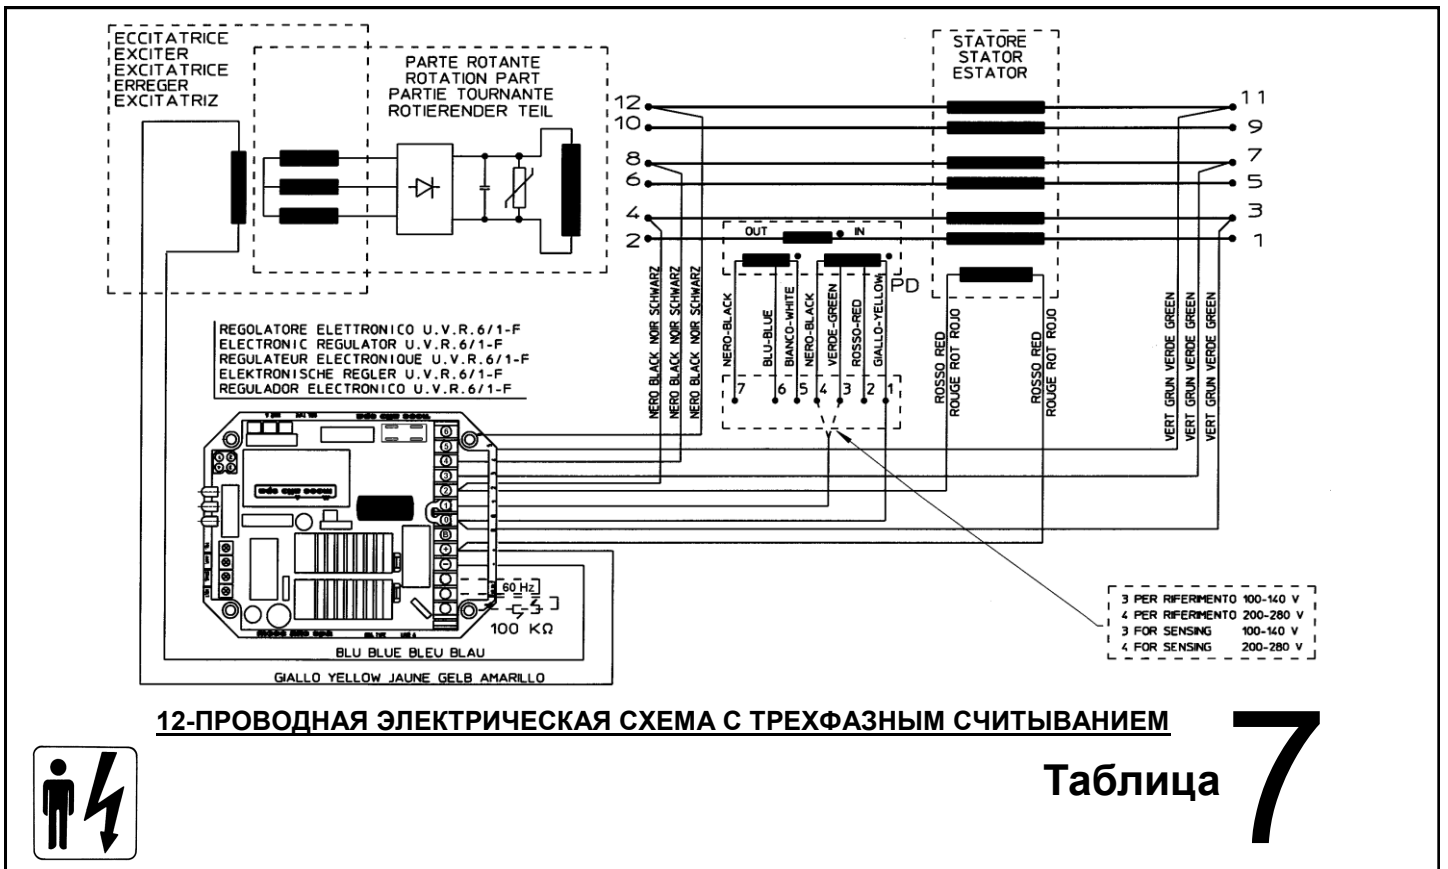 ECCITATRICE
EXCITER
EXCITATRICE
ERREGER
EXCITATRIZ
PARTE ROTANTE
ROTATION PART
PARTIE TOURNANTE
ROTIERENDER TEIL
STATORE
STATOR
ESTATOR
12
10
8
6
4
2
11
9
7
5
3
1
OUT
IN
PD
NERO BLACK NOIR SCHWARZ
NERO BLACK NOIR SCHWARZ
NERO BLACK NOIR SCHWARZ
NERO-BLACK
BLU-BLUE
BIANCO-WHITE
NERO-BLACK
VERDE-GREEN
ROSSO-RED
GIALLO-YELLOW
7
6
5
4
3
2
1
ROSSO RED
ROUGE ROT ROJO
ROSSO RED
ROUGE ROT ROJO
VERT GRUN VERDE GREEN
VERT GRUN VERDE GREEN
VERT GRUN VERDE GREEN
REGOLATORE ELETTRONICO U.V.R.6/1-F
ELECTRONIC REGULATOR U.V.R.6/1-F
REGULATEUR ELECTRONIQUE U.V.R.6/1-F
ELEKTRONISCHE REGLER U.V.R.6/1-F
REGULADOR ELECTRONICO U.V.R.6/1-F
6
5
4
3
2
1
0
B
+
-
60 Hz
100 KΩ
BLU BLUE BLEU BLAU
GIALLO YELLOW JAUNE GELB AMARILLO
3 PER RIFERIMENTO 100-140 V
4 PER RIFERIMENTO 200-280 V
3 FOR SENSING 100-140 V
4 FOR SENSING 200-280 V
12-ПРОВОДНАЯ ЭЛЕКТРИЧЕСКАЯ СХЕМА С ТРЕХФАЗНЫМ СЧИТЫВАНИЕМ
Таблица 7